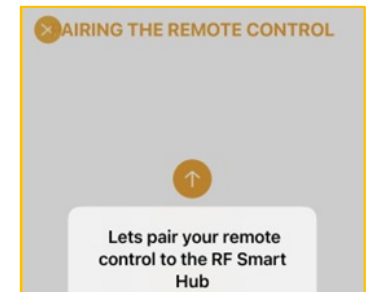 AIRING THE REMOTE CONTROL
Lets pair your remote
control to the RF Smart
Hub